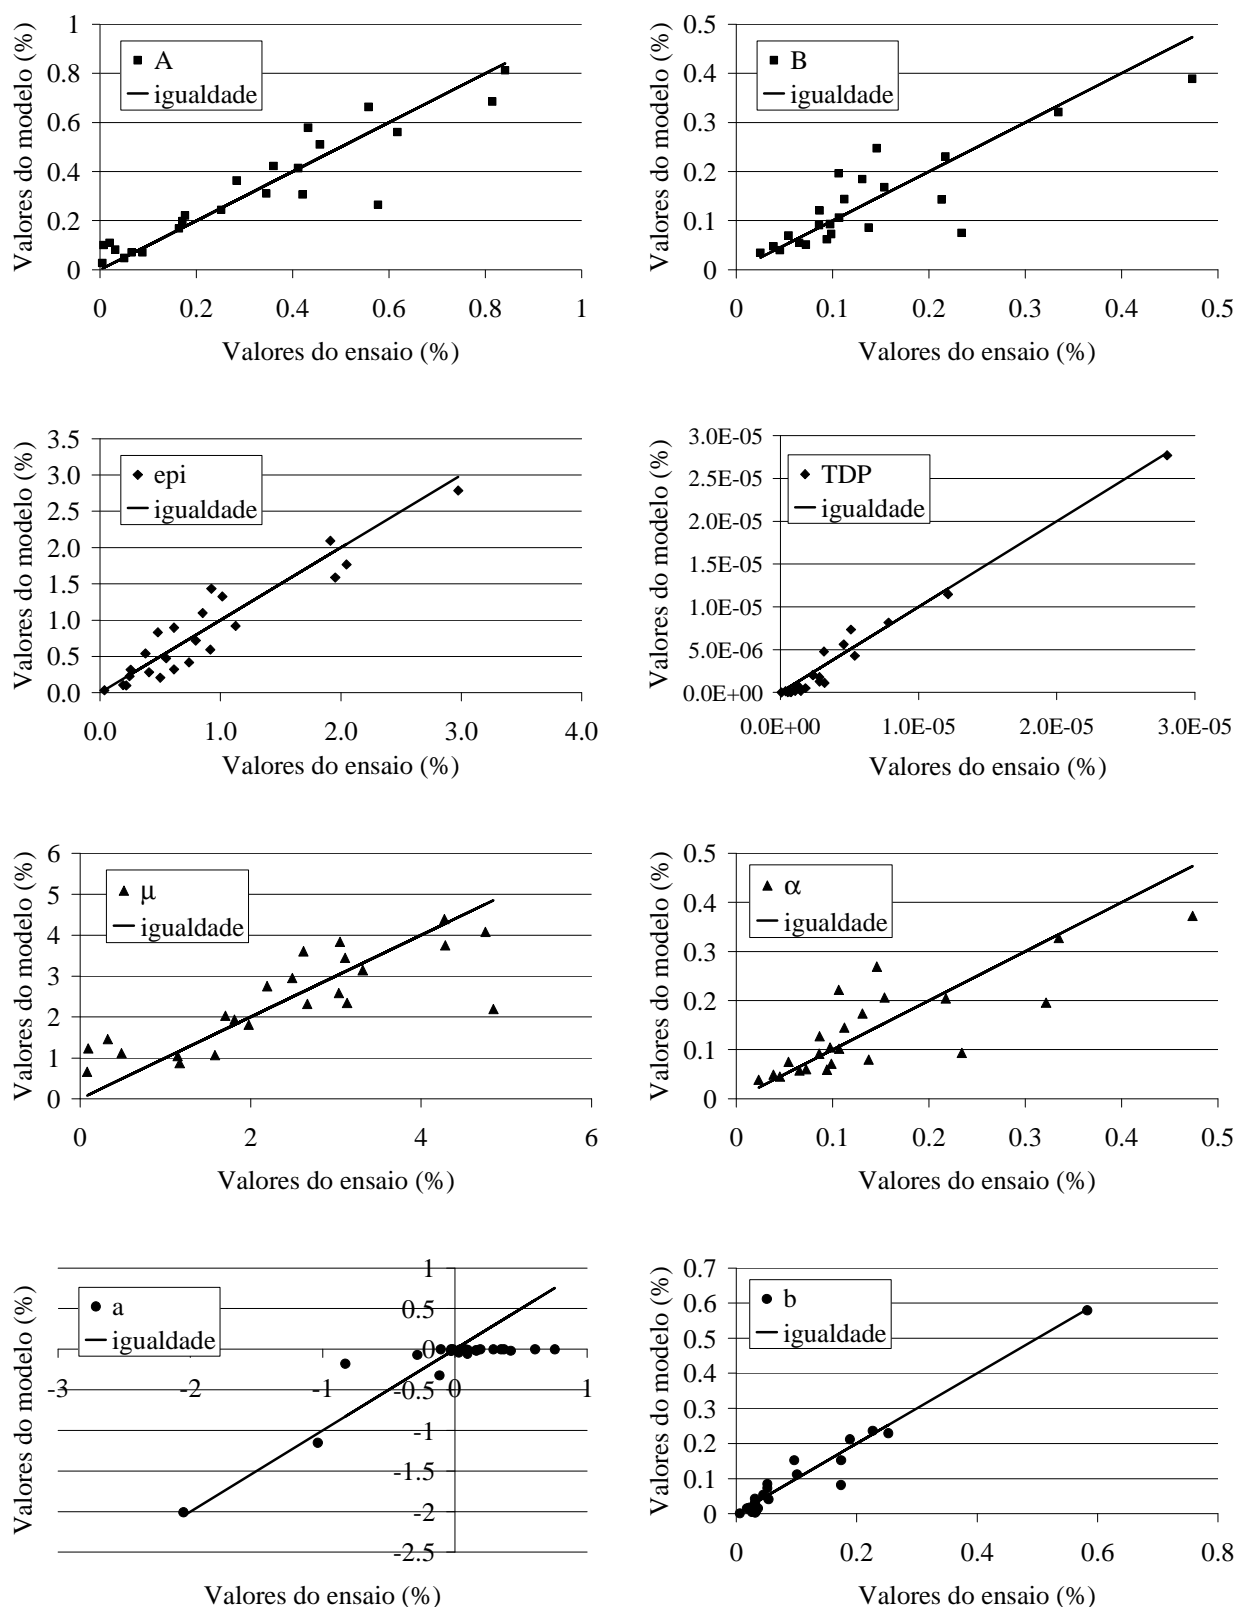 Valores do modelo (%)
1
0.8
0.6
0.4
0.2
0
A
igualdade
0 0.2 0.4 0.6 0.8 1
Valores do ensaio (%)
Valores do modelo (%)
0.5
0.4
0.3
0.2
0.1
0
B
igualdade
0 0.1 0.2 0.3 0.4 0.5
Valores do ensaio (%)
Valores do modelo (%)
3.5
3.0
2.5
2.0
1.5
1.0
0.5
0.0
epi
igualdade
0.0 1.0 2.0 3.0 4.0
Valores do ensaio (%)
Valores do modelo (%)
3.0E-05
2.5E-05
2.0E-05
1.5E-05
1.0E-05
5.0E-06
0.0E+00
TDP
igualdade
0.0E+00 1.0E-05 2.0E-05 3.0E-05
Valores do ensaio (%)
Valores do modelo (%)
6
5
4
3
2
1
0
μ
igualdade
0 2 4 6
Valores do ensaio (%)
Valores do modelo (%)
0.5
0.4
0.3
0.2
0.1
0
α
igualdade
0 0.1 0.2 0.3 0.4 0.5
Valores do ensaio (%)
Valores do modelo (%)
1
0.5
0
-0.5
-1
-1.5
-2
-2.5
a
igualdade
-3 -2 -1 0 1
Valores do ensaio (%)
Valores do modelo (%)
0.7
0.6
0.5
0.4
0.3
0.2
0.1
0
b
igualdade
0 0.2 0.4 0.6 0.8
Valores do ensaio (%)